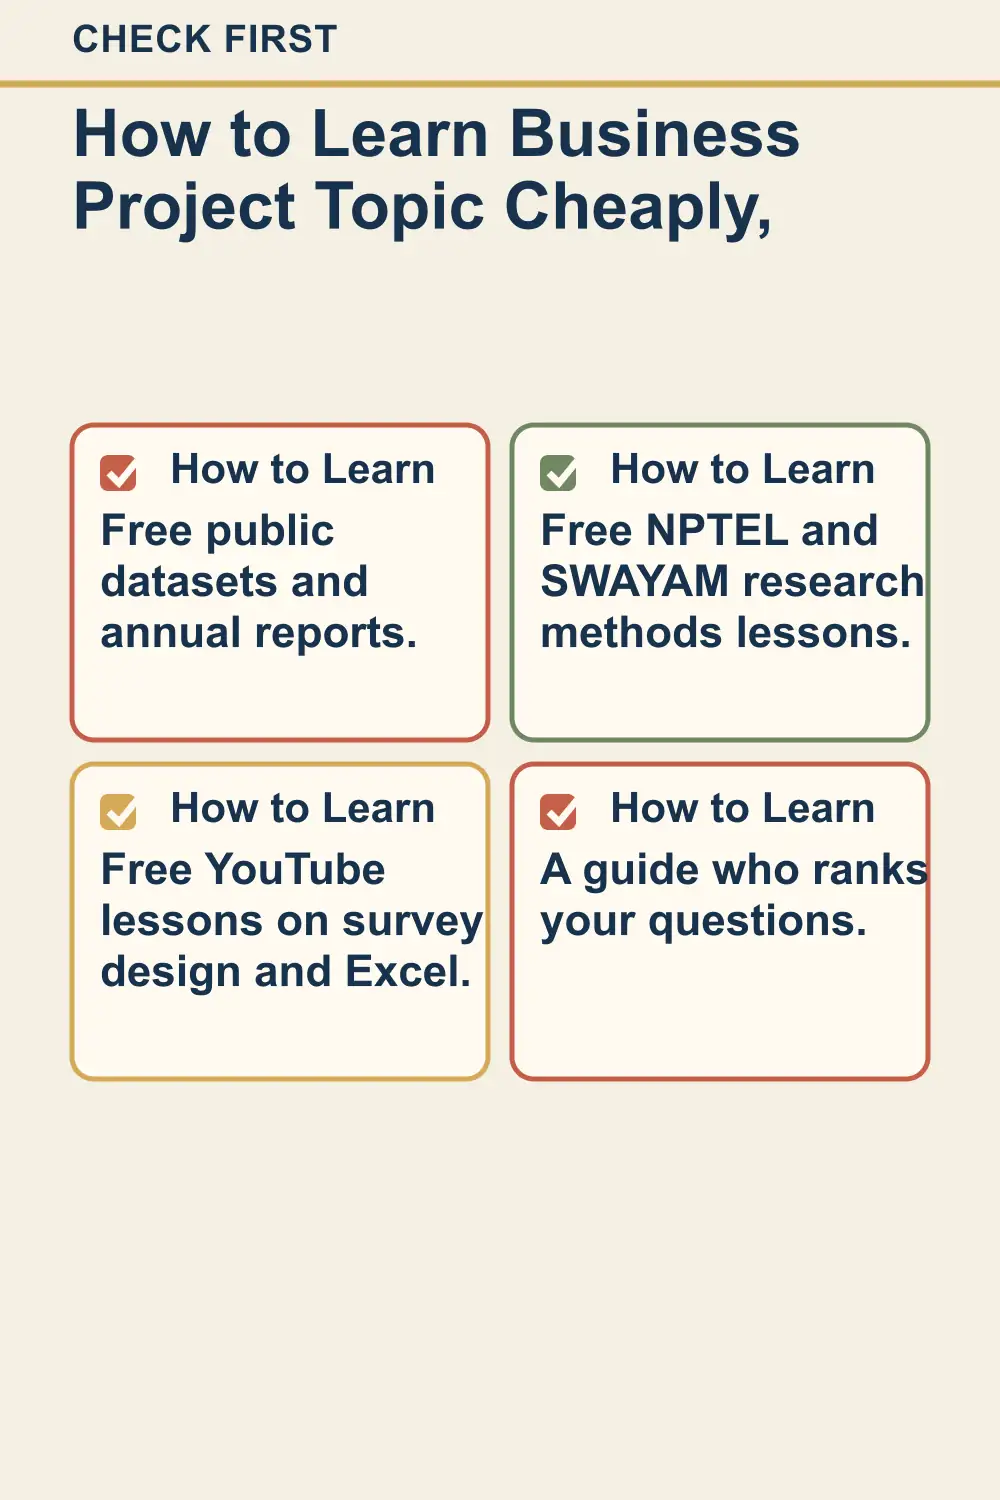 CHECK FIRST
How to Learn Business
Project Topic Cheaply,
How to Learn
Free public
datasets and
annual reports.
How to Learn
Free NPTEL and
SWAYAM research
methods lessons.
How to Learn
Free YouTube
lessons on survey
design and Excel.
How to Learn
A guide who ranks
your questions.